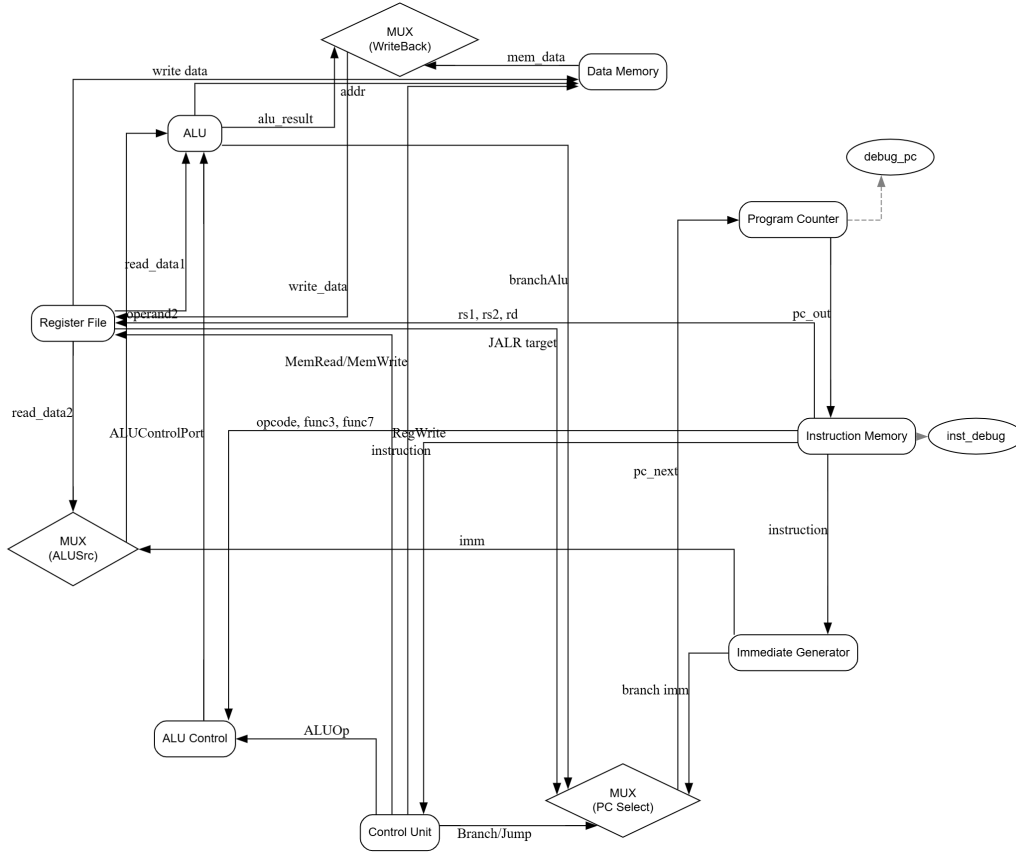 MUX
(WriteBack)
mem_data
write data
Data Memory
addr
alu_result
ALU
debug_pc
Program Counter
read_data1
branchAlu
write_data
operand2
rs1, rs2, rd
pc_out
Register File
JALR target
MemRead/MemWrite
read_data2
opcode, func3, func7
ALUControlPort
RegWrite
Instruction Memory
inst_debug
instruction
pc_next
instruction
MUX
(ALUSrc)
imm
Immediate Generator
branch imm
ALUOp
ALU Control
MUX
(PC Select)
Control Unit
Branch/Jump